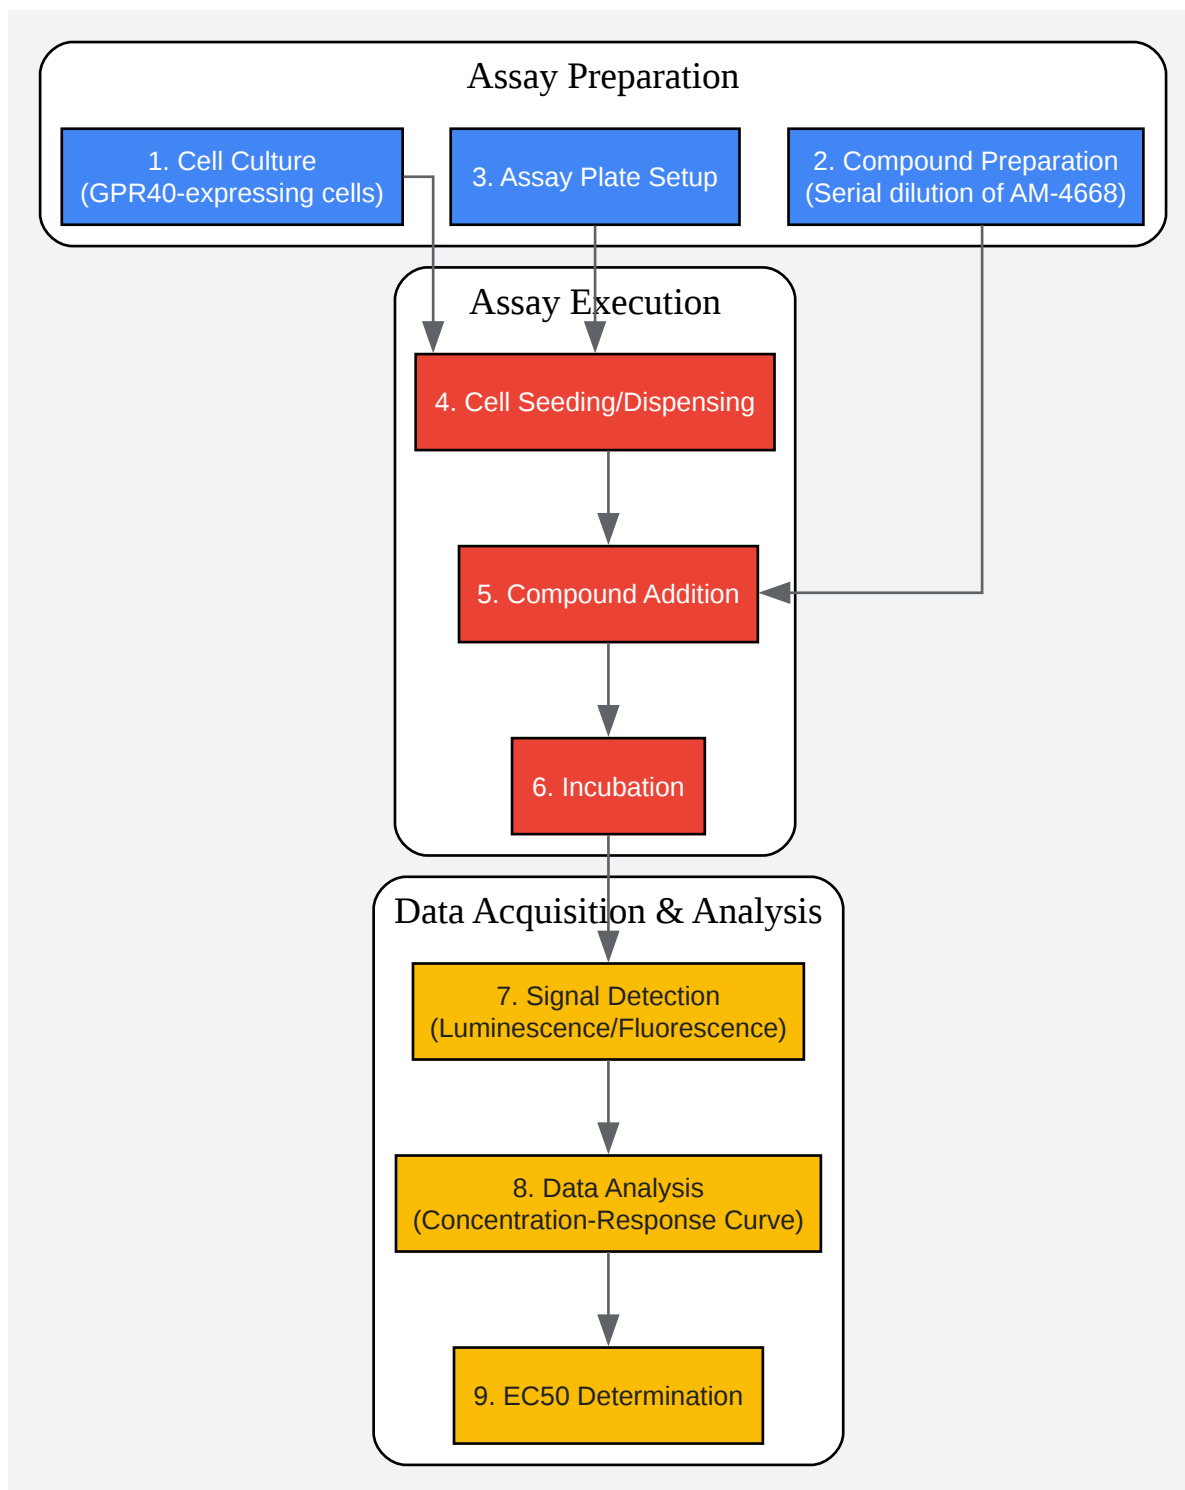 Assay Preparation
1. Cell Culture
(GPR40-expressing cells)
3. Assay Plate Setup
2. Compound Preparation
(Serial dilution of AM-4668)
Assay Execution
4. Cell Seeding/Dispensing
5. Compound Addition
6. Incubation
Data Acquisition & Analysis
7. Signal Detection
(Luminescence/Fluorescence)
8. Data Analysis
(Concentration-Response Curve)
9. EC50 Determination